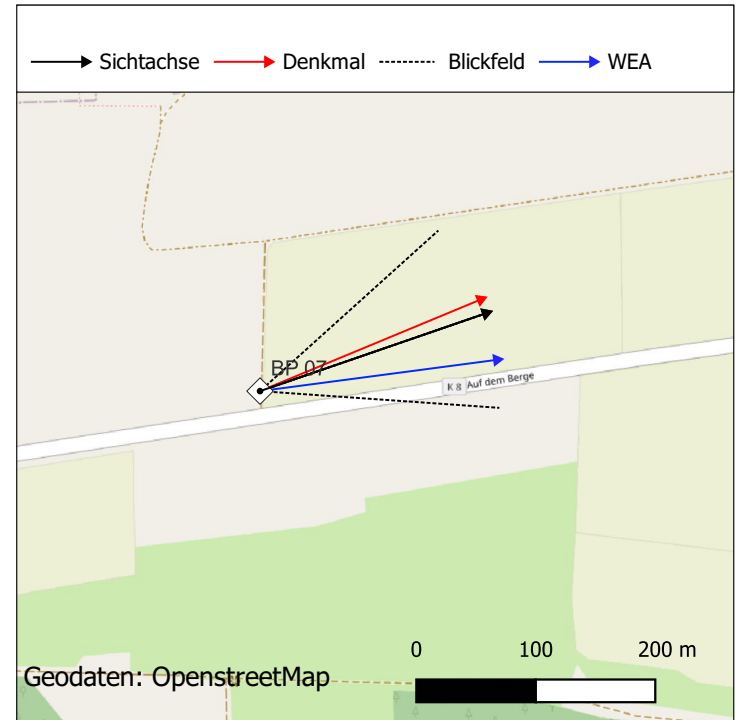 Sichtachse Denkmal Blickfeld WEA
BP 07
K 8 Auf dem Berge
0 100 200 m
Geodaten: OpenstreetMap